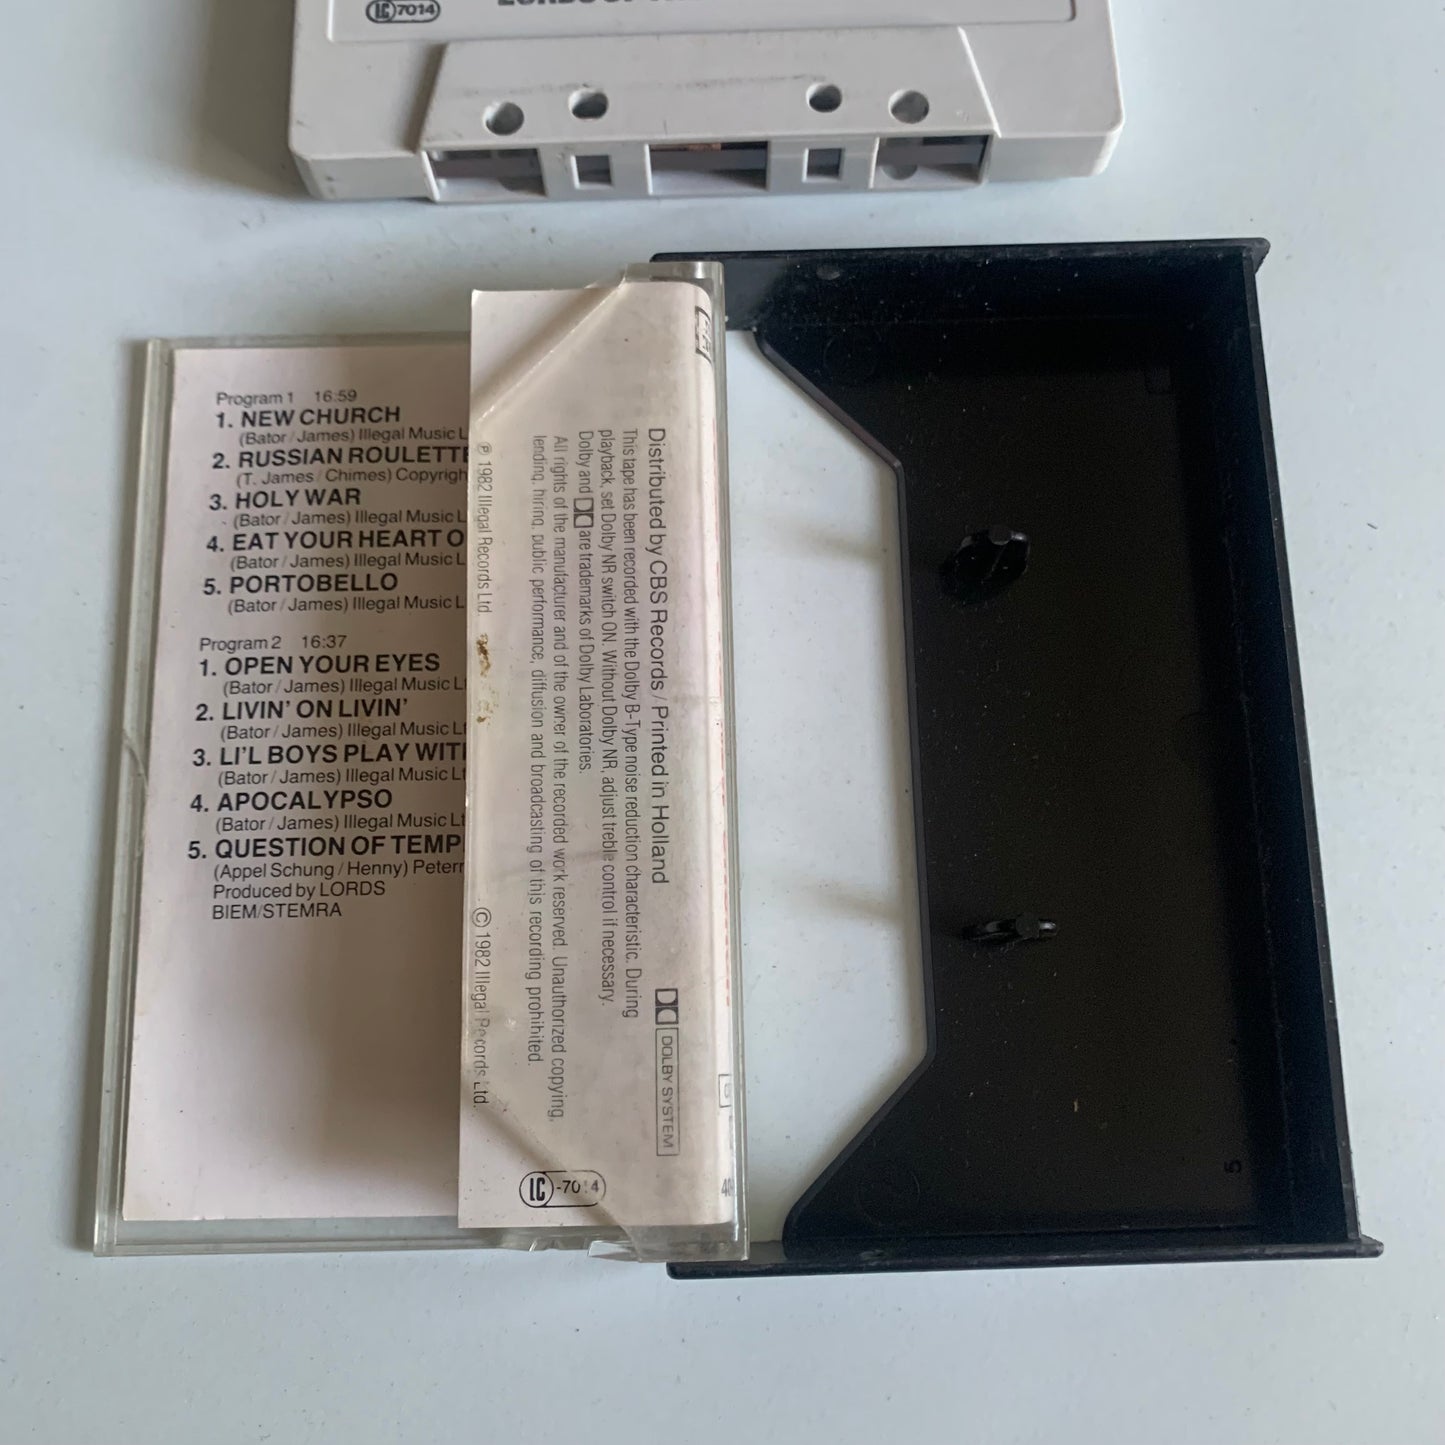 LC 7014
LORDS OF
Program 1 16:59
1. NEW CHURCH
(Bator / James) Illegal Music L
2. RUSSIAN ROULETTE
(T. James / Chimes) Copyrigh
3. HOLY WAR
(Bator / James) Illegal Music L
4. EAT YOUR HEART O
(Bator / James) Illegal Music L
5. PORTOBELLO
(Bator / James) Illegal Music L
Program 2 16:37
1. OPEN YOUR EYES
(Bator / James) Illegal Music Lt
2. LIVIN' ON LIVIN'
(Bator / James) Illegal Music L
3. LI'L BOYS PLAY WITH
(Bator / James) Illegal Music Lt
4. APOCALYPSO
(Bator / James) Illegal Music Lt
5. QUESTION OF TEMP
(Appel Schung / Henny) Peterr
Produced by LORDS
BIEM/STEMRA
Distributed by CBS Records / Printed in Holland
This tape has been recorded with the Dolby B-Type noise reduction characteristic. During
playback, set Dolby NR switch ON. Without Dolby NR, adjust treble control if necessary.
Dolby and are trademarks of Dolby Laboratories.
DOLBY SYSTEM
All rights of the manufacturer and of the owner of the recorded work reserved. Unauthorized copying,
lending, hiring, public performance, diffusion and broadcasting of this recording prohibited.
℗ 1982 Illegal Records Ltd.
© 1982 Illegal Records Ltd.
LC -7014
5